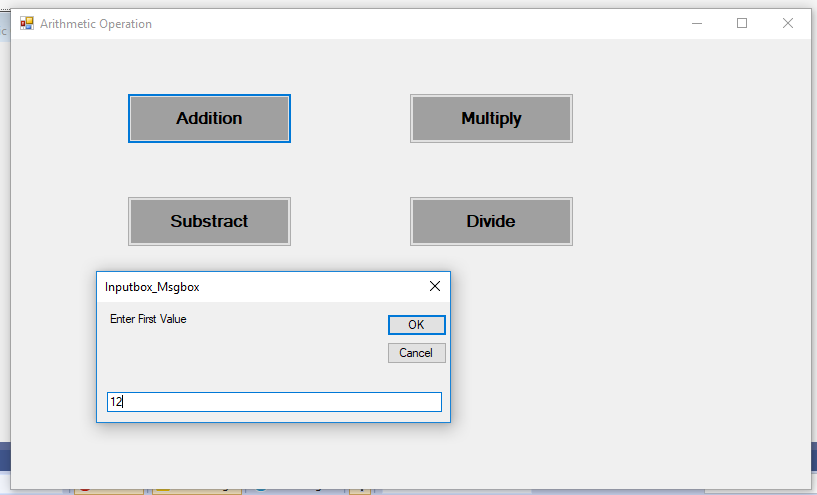 Arithmetic Operation
Addition
Multiply
Substract
Divide
Inputbox_Msgbox
Enter First Value
OK
Cancel
12